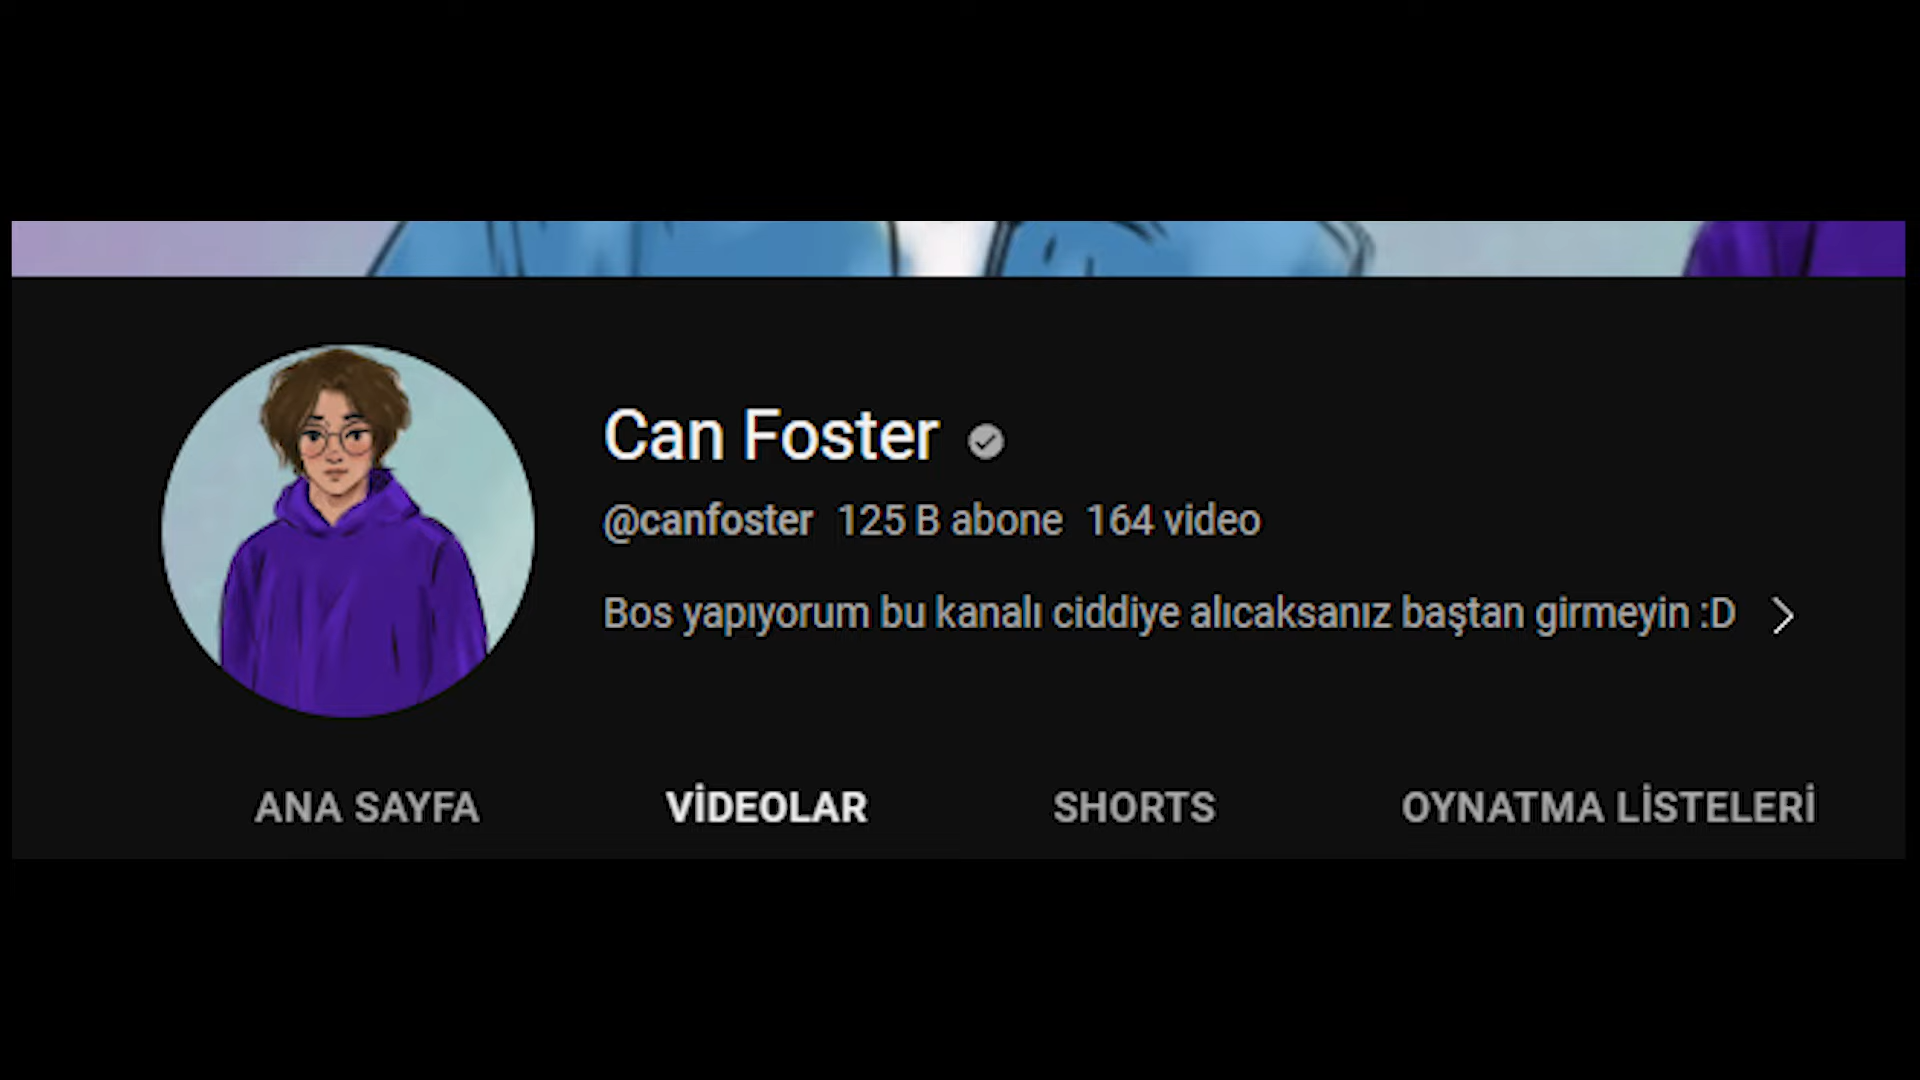 Can Foster
@canfoster 125 B abone 164 video
Bos yapıyorum bu kanalı ciddiye alıcaksanız baştan girmeyin :D
ANA SAYFA VİDEOLAR SHORTS OYNATMA LİSTELERİ